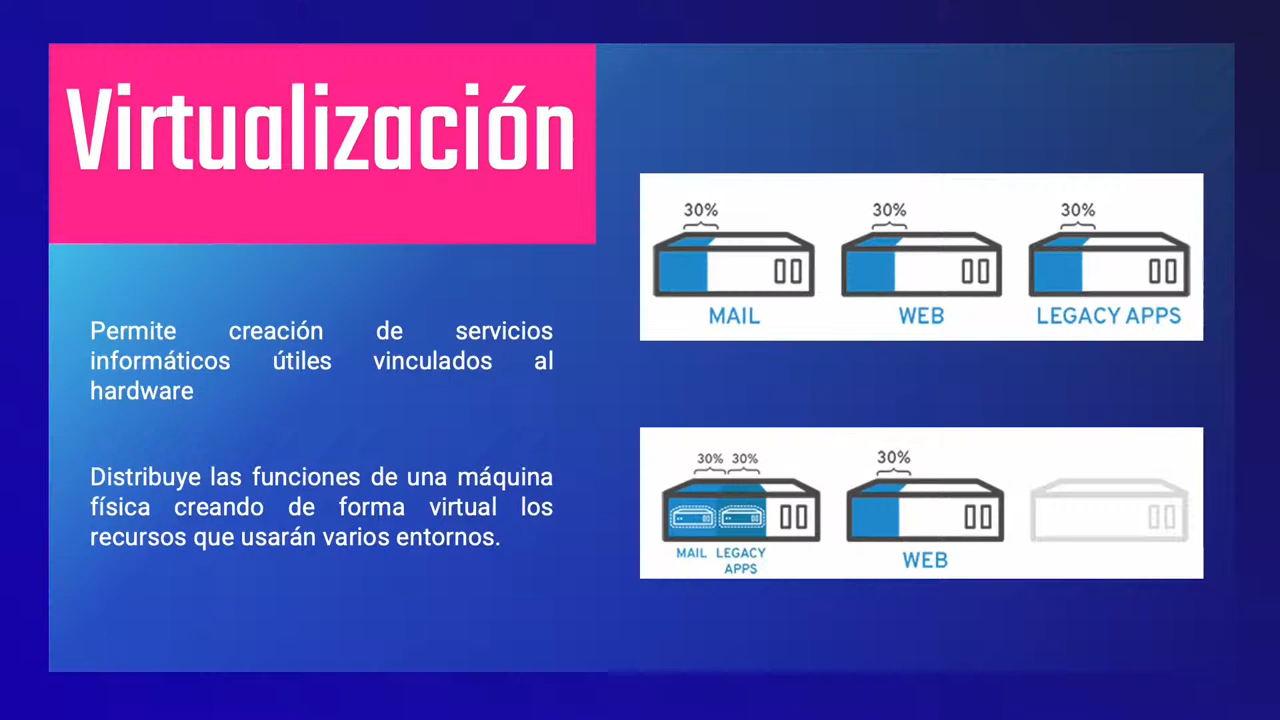 Virtualización
Permite creación de servicios
informáticos útiles vinculados al
hardware
Distribuye las funciones de una máquina
física creando de forma virtual los
recursos que usarán varios entornos.
30% 30% 30%
MAIL WEB LEGACY APPS
30% 30% 30%
MAIL LEGACY
APPS
WEB